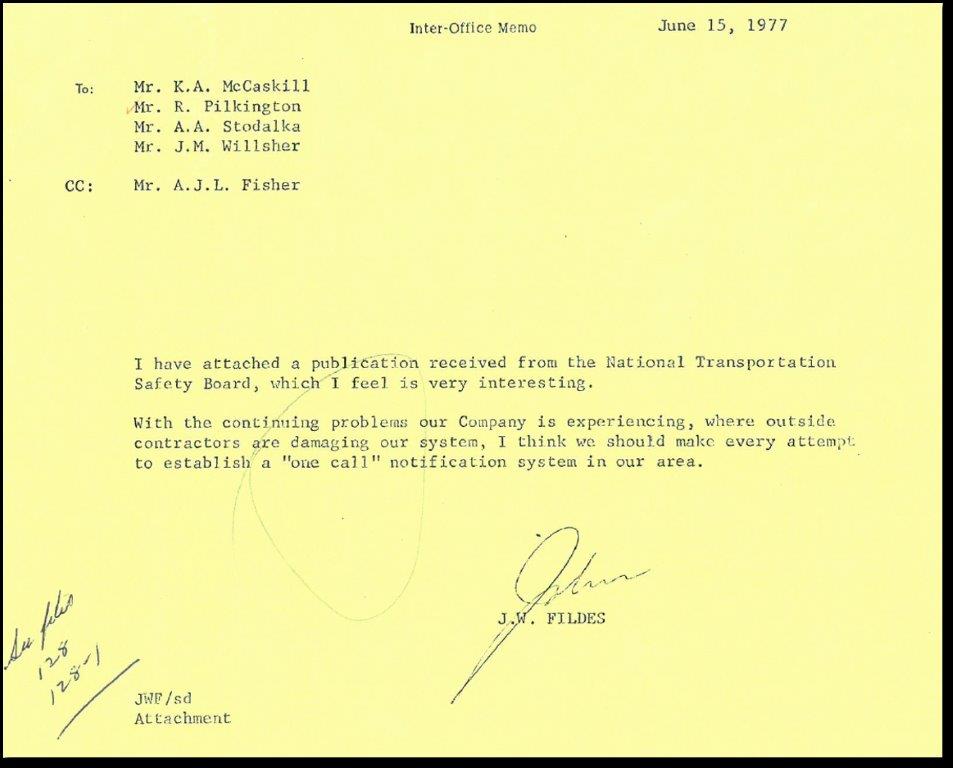 Inter-Office Memo June 15, 1977
To: Mr. K.A. McCaskill
Mr. R. Pilkington
Mr. A.A. Stodalka
Mr. J.M. Willsher
CC: Mr. A.J.L. Fisher
I have attached a publication received from the National Transportation
Safety Board, which I feel is very interesting.
With the continuing problems our Company is experiencing, where outside
contractors are damaging our system, I think we should make every attempt
to establish a "one call" notification system in our area.
John
J.W. FILDES
See files
128
128-1
JWF/sd
Attachment